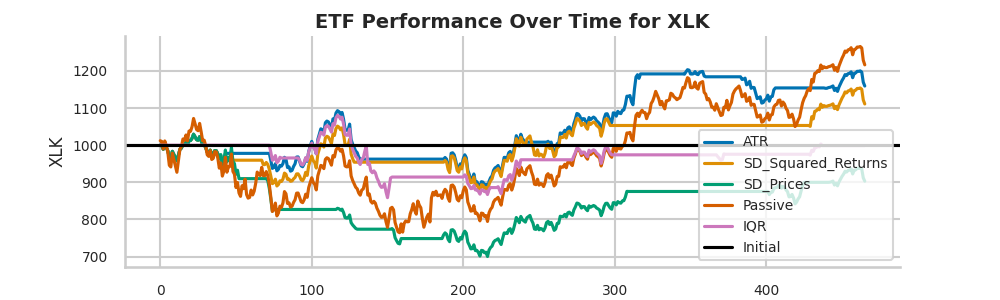 ETF Performance Over Time for XLK
XLK
1200
1100
1000
900
800
700
0
100
200
300
400
ATR
SD_Squared_Returns
SD_Prices
Passive
IQR
Initial